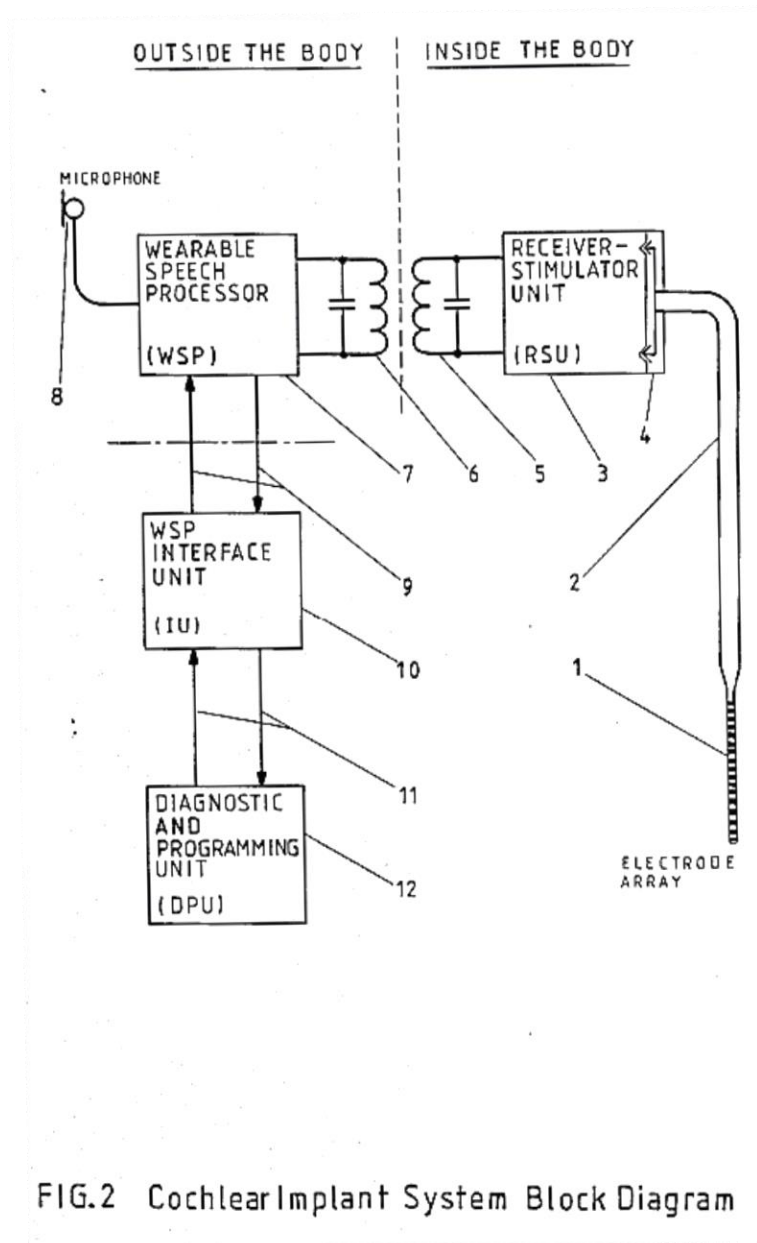 OUTSIDE THE BODY
INSIDE THE BODY
MICROPHONE
WEARABLE
SPEECH
PROCESSOR
(WSP)
RECEIVER-
STIMULATOR
UNIT
(RSU)
8
7
6
5
3
4
WSP
INTERFACE
UNIT
(IU)
9
2
10
1
11
DIAGNOSTIC
AND
PROGRAMMING
UNIT
(DPU)
12
ELECTRODE
ARRAY
FIG.2 Cochlear Implant System Block Diagram